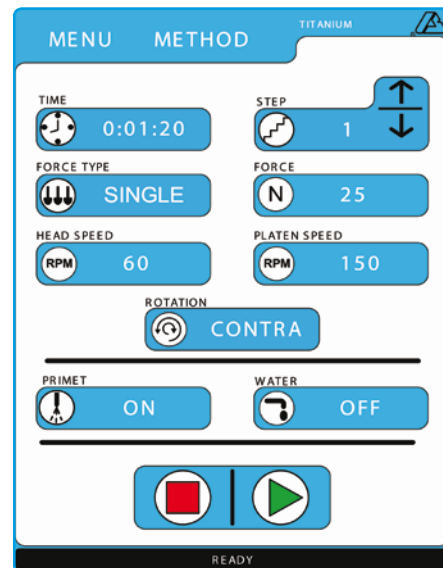 MENU METHOD TITANIUM
TIME STEP
0:01:20 1
FORCE TYPE FORCE
SINGLE N 25
HEAD SPEED PLATEN SPEED
RPM 60 RPM 150
ROTATION
CONTRA
PRIMET WATER
ON OFF
READY